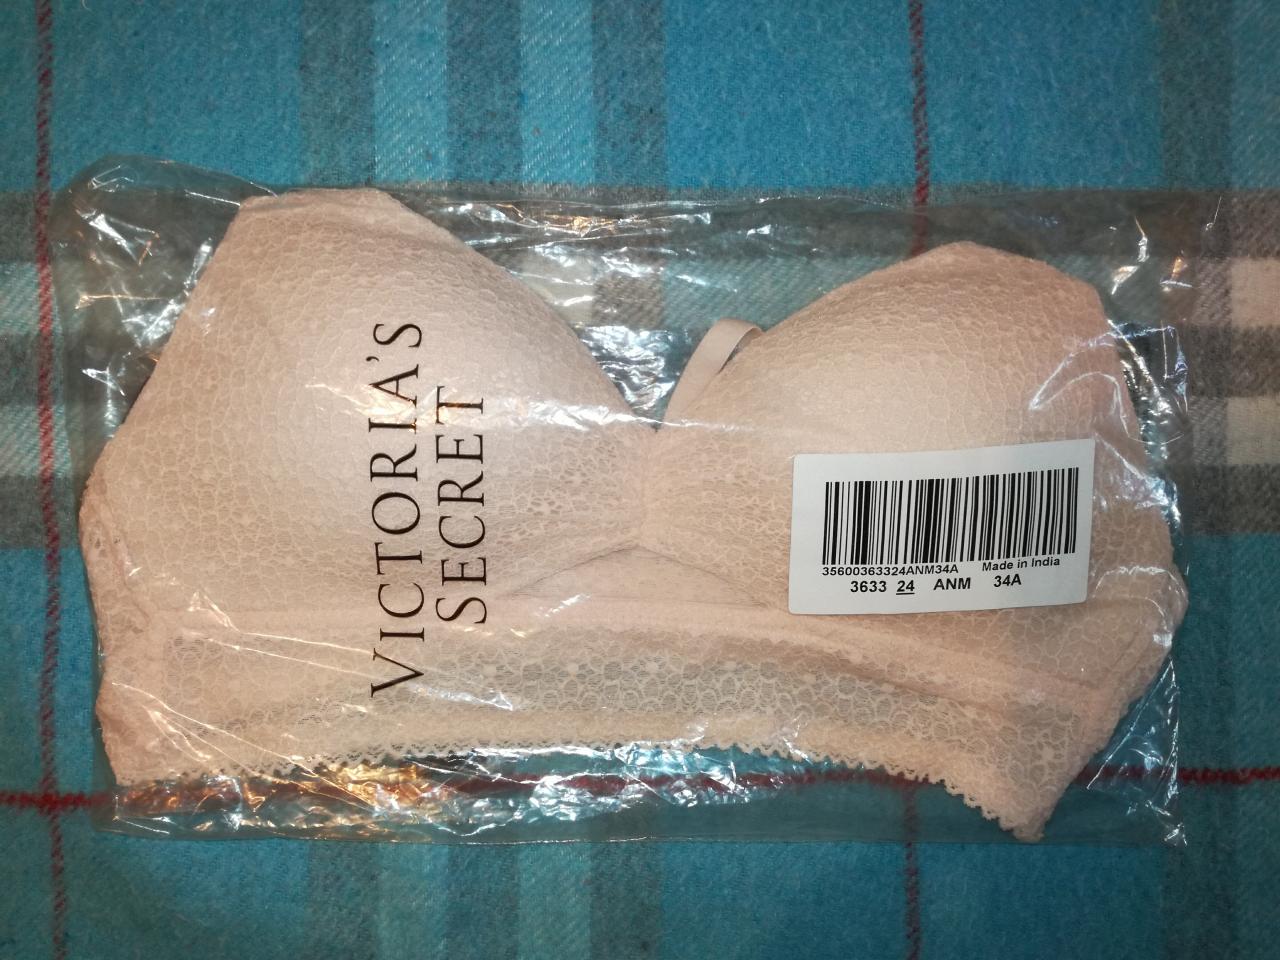 VICTORIA'S
SECRET
35600363324ANM34A Made in India
3633 24 ANM 34A